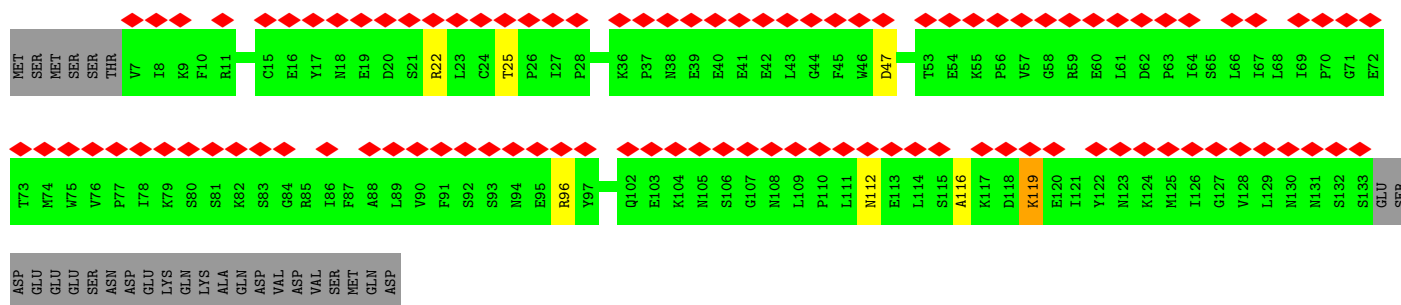 MET SER MET SER SER THR V7 I8 K9 F10 R11 C15 E16 Y17 N18 E19 D20 S21 R22 L23 C24 T25 P26 I27 P28 K36 P37 N38 E39 E40 E41 E42 L43 G44 F45 W46 D47 T53 E54 K55 P56 V57 G58 R59 E60 L61 D62 P63 I64 S65 L66 I67 L68 I69 P70 G71 E72
T73 M74 W75 V76 P77 I78 K79 S80 S81 K82 S83 G84 R85 I86 F87 A88 L89 V90 F91 S92 S93 N94 E95 R96 Y97 Q102 E103 K104 N105 S106 G107 N108 L109 P110 L111 N112 E113 L114 S115 A116 K117 D118 K119 E120 I121 Y122 N123 K124 M125 I126 G127 V128 L129 N130 N131 S132 S133 GLU SER
ASP GLU GLU GLU SER ASN ASP GLU LYS GLN LYS ALA GLN ASP VAL ASP VAL SER MET GLN ASP